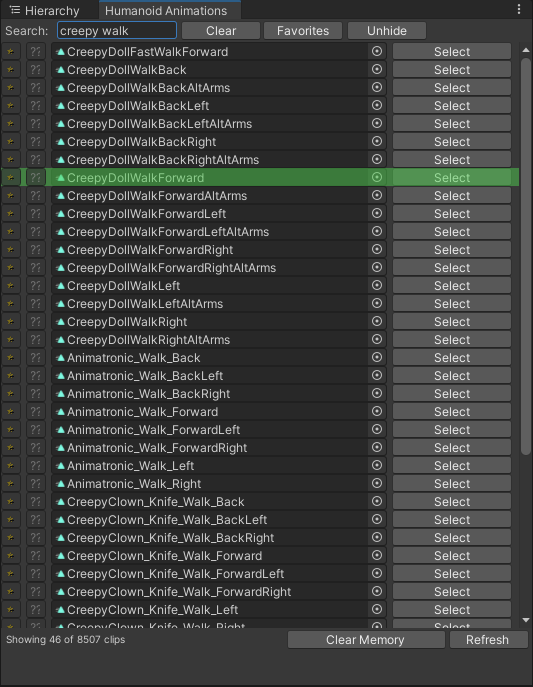 Hierarchy Humanoid Animations
Search: creepy walk Clear Favorites Unhide
?? CreepyDollFastWalkForward Select
?? CreepyDollWalkBack Select
?? CreepyDollWalkBackAltArms Select
?? CreepyDollWalkBackLeft Select
?? CreepyDollWalkBackLeftAltArms Select
?? CreepyDollWalkBackRight Select
?? CreepyDollWalkBackRightAltArms Select
?? CreepyDollWalkForward Select
?? CreepyDollWalkForwardAltArms Select
?? CreepyDollWalkForwardLeft Select
?? CreepyDollWalkForwardLeftAltArms Select
?? CreepyDollWalkForwardRight Select
?? CreepyDollWalkForwardRightAltArms Select
?? CreepyDollWalkLeft Select
?? CreepyDollWalkLeftAltArms Select
?? CreepyDollWalkRight Select
?? CreepyDollWalkRightAltArms Select
?? Animatronic_Walk_Back Select
?? Animatronic_Walk_BackLeft Select
?? Animatronic_Walk_BackRight Select
?? Animatronic_Walk_Forward Select
?? Animatronic_Walk_ForwardLeft Select
?? Animatronic_Walk_ForwardRight Select
?? Animatronic_Walk_Left Select
?? Animatronic_Walk_Right Select
?? CreepyClown_Knife_Walk_Back Select
?? CreepyClown_Knife_Walk_BackLeft Select
?? CreepyClown_Knife_Walk_BackRight Select
?? CreepyClown_Knife_Walk_Forward Select
?? CreepyClown_Knife_Walk_ForwardLeft Select
?? CreepyClown_Knife_Walk_ForwardRight Select
?? CreepyClown_Knife_Walk_Left Select
?? CreepyClown_Knife_Walk_Right Select
Showing 46 of 8507 clips Clear Memory Refresh